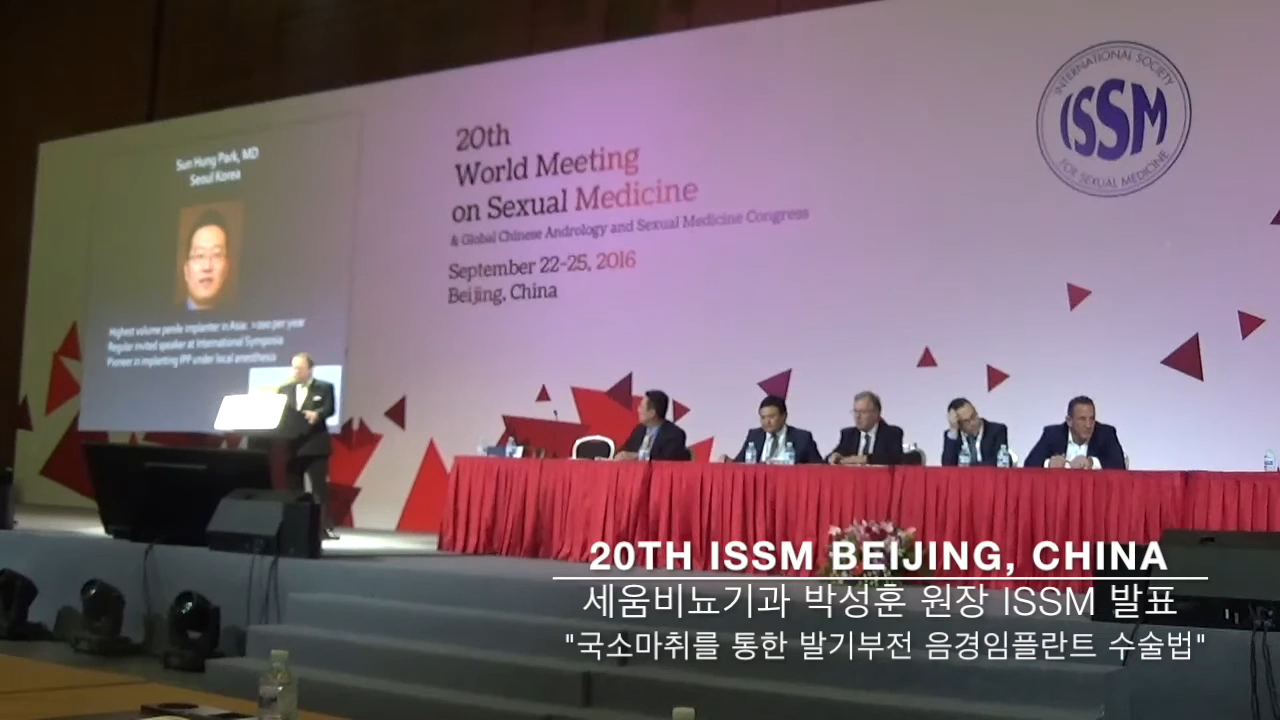 Sun Hung Park, MD
Seoul Korea
Highest volume penile implanter in Asia: >200 per year
Regular invited speaker at International Symposia
Pioneer in implanting IPP under local anesthesia
20th
World Meeting
on Sexual Medicine
& Global Chinese Andrology and Sexual Medicine Congress
September 22-25, 2016
Beijing, China
INTERNATIONAL SOCIETY
ISSM
FOR SEXUAL MEDICINE
20TH ISSM BEIJING, CHINA
세움비뇨기과 박성훈 원장 ISSM 발표
"국소마취를 통한 발기부전 음경임플란트 수술법"